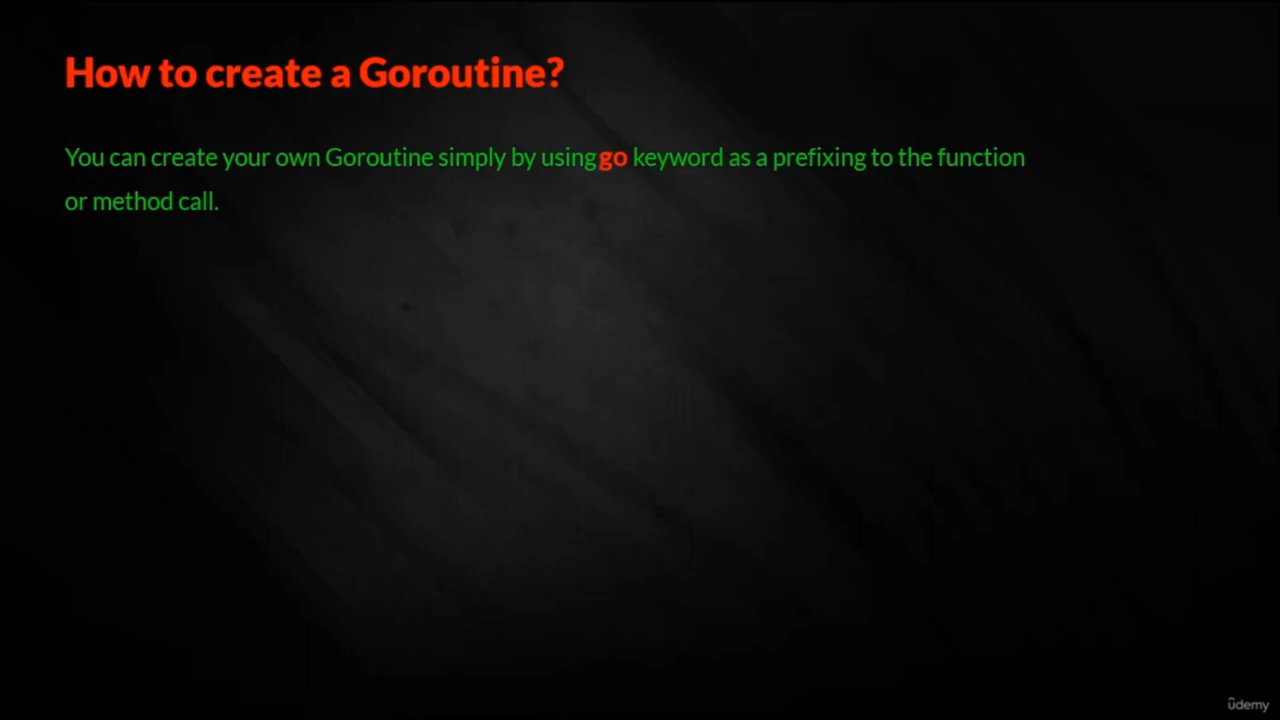 How to create a Goroutine?
You can create your own Goroutine simply by using go keyword as a prefixing to the function
or method call.
ûdemy